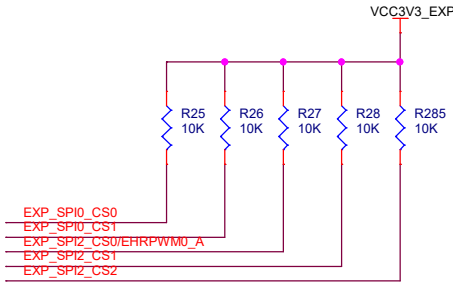 VCC3V3_EXP
R25 R26 R27 R28 R285
10K 10K 10K 10K 10K
EXP_SPI0_CS0
EXP_SPI0_CS1
EXP_SPI2_CS0/EHRPWM0_A
EXP_SPI2_CS1
EXP_SPI2_CS2